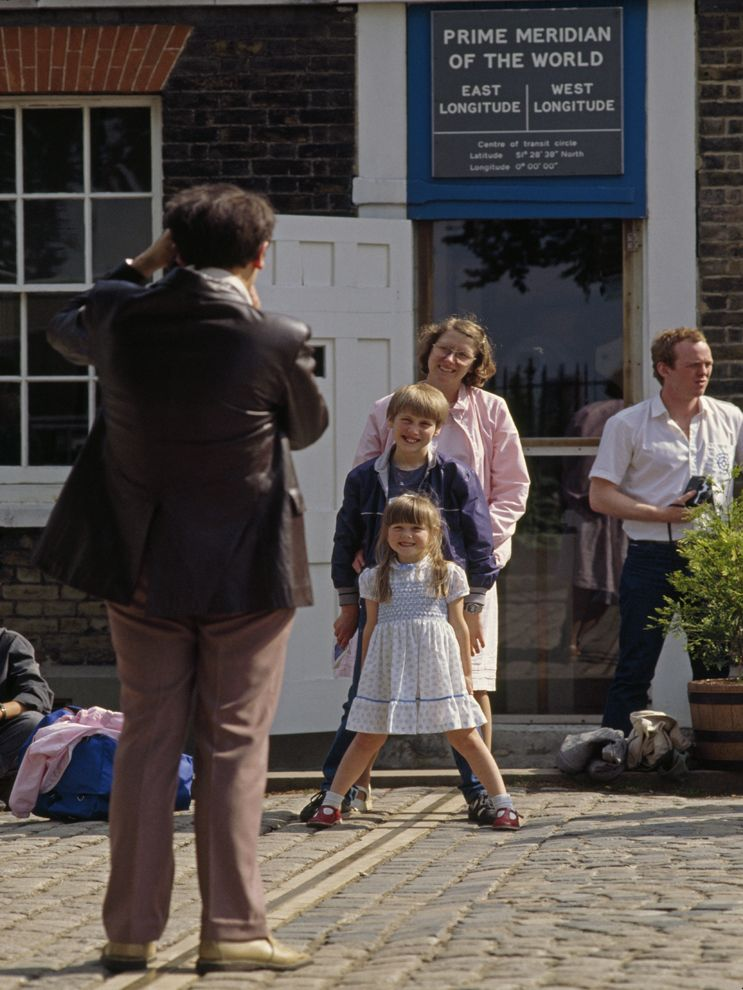 PRIME MERIDIAN
OF THE WORLD
EAST
LONGITUDE
WEST
LONGITUDE
Centre of transit circle
Latitude 51° 28' 38" North
Longitude 0° 00' 00"